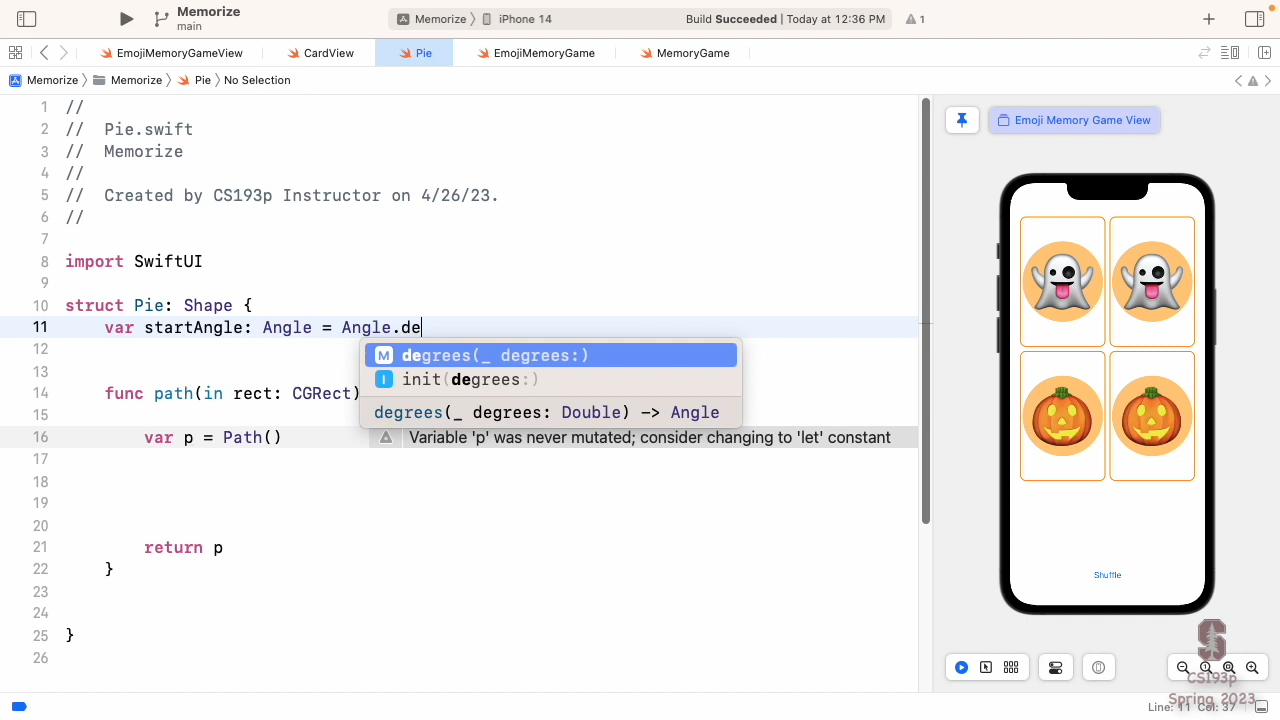 Memorize
main
Memorize
iPhone 14
Build Succeeded | Today at 12:36 PM
1
EmojiMemoryGameView
CardView
Pie
EmojiMemoryGame
MemoryGame
Memorize
Memorize
Pie
No Selection
1 //
2 // Pie.swift
3 // Memorize
4 //
5 // Created by CS193p Instructor on 4/26/23.
6 //
7
8 import SwiftUI
9
10 struct Pie: Shape {
11 var startAngle: Angle = Angle.de
12
M degrees(_ degrees:)
13
I init(degrees:)
14 func path(in rect: CGRect)
15
degrees(_ degrees: Double) -> Angle
16 var p = Path()
Variable 'p' was never mutated; consider changing to 'let' constant
17
18
19
20
21 return p
22 }
23
24
25 }
26
Emoji Memory Game View
Shuffle
S
CS193p
Spring 2023
Line: 11 Col: 37